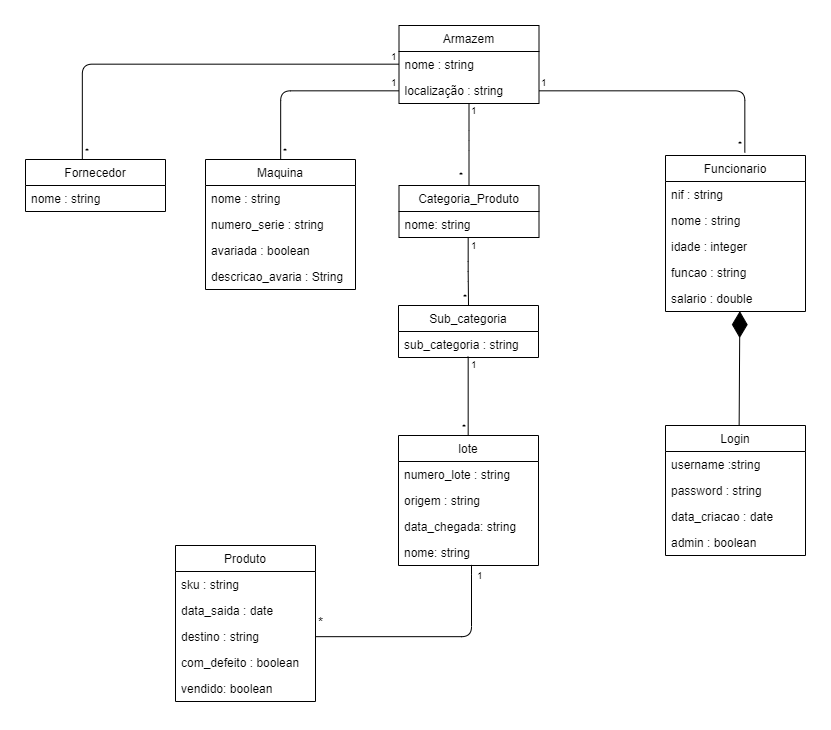 Armazem
nome : string
localização : string
1
1
1
1
*
*
*
*
Fornecedor
nome : string
Maquina
nome : string
numero_serie : string
avariada : boolean
descricao_avaria : String
Categoria_Produto
nome: string
1
*
Funcionario
nif : string
nome : string
idade : integer
funcao : string
salario : double
Sub_categoria
sub_categoria : string
1
*
lote
numero_lote : string
origem : string
data_chegada: string
nome: string
1
*
Login
username :string
password : string
data_criacao : date
admin : boolean
Produto
sku : string
data_saida : date
destino : string
com_defeito : boolean
vendido: boolean